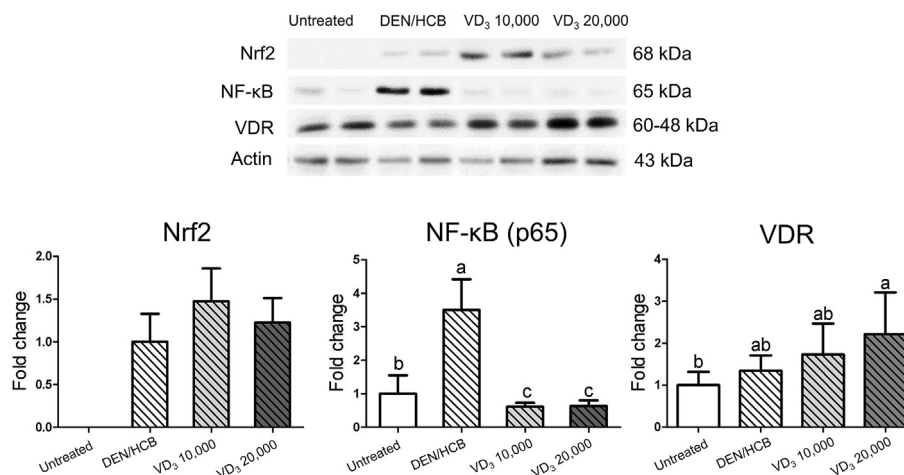 Untreated DEN/HCB VD₃ 10,000 VD₃ 20,000
Nrf2 68 kDa
NF-κB 65 kDa
VDR 60-48 kDa
Actin 43 kDa
Nrf2
Fold change
2.0
1.5
1.0
0.5
0.0
Untreated DEN/HCB VD₃ 10,000 VD₃ 20,000
NF-κB (p65)
Fold change
5
4
3
2
1
0
b a c c
Untreated DEN/HCB VD₃ 10,000 VD₃ 20,000
VDR
Fold change
4
3
2
1
0
b ab ab a
Untreated DEN/HCB VD₃ 10,000 VD₃ 20,000